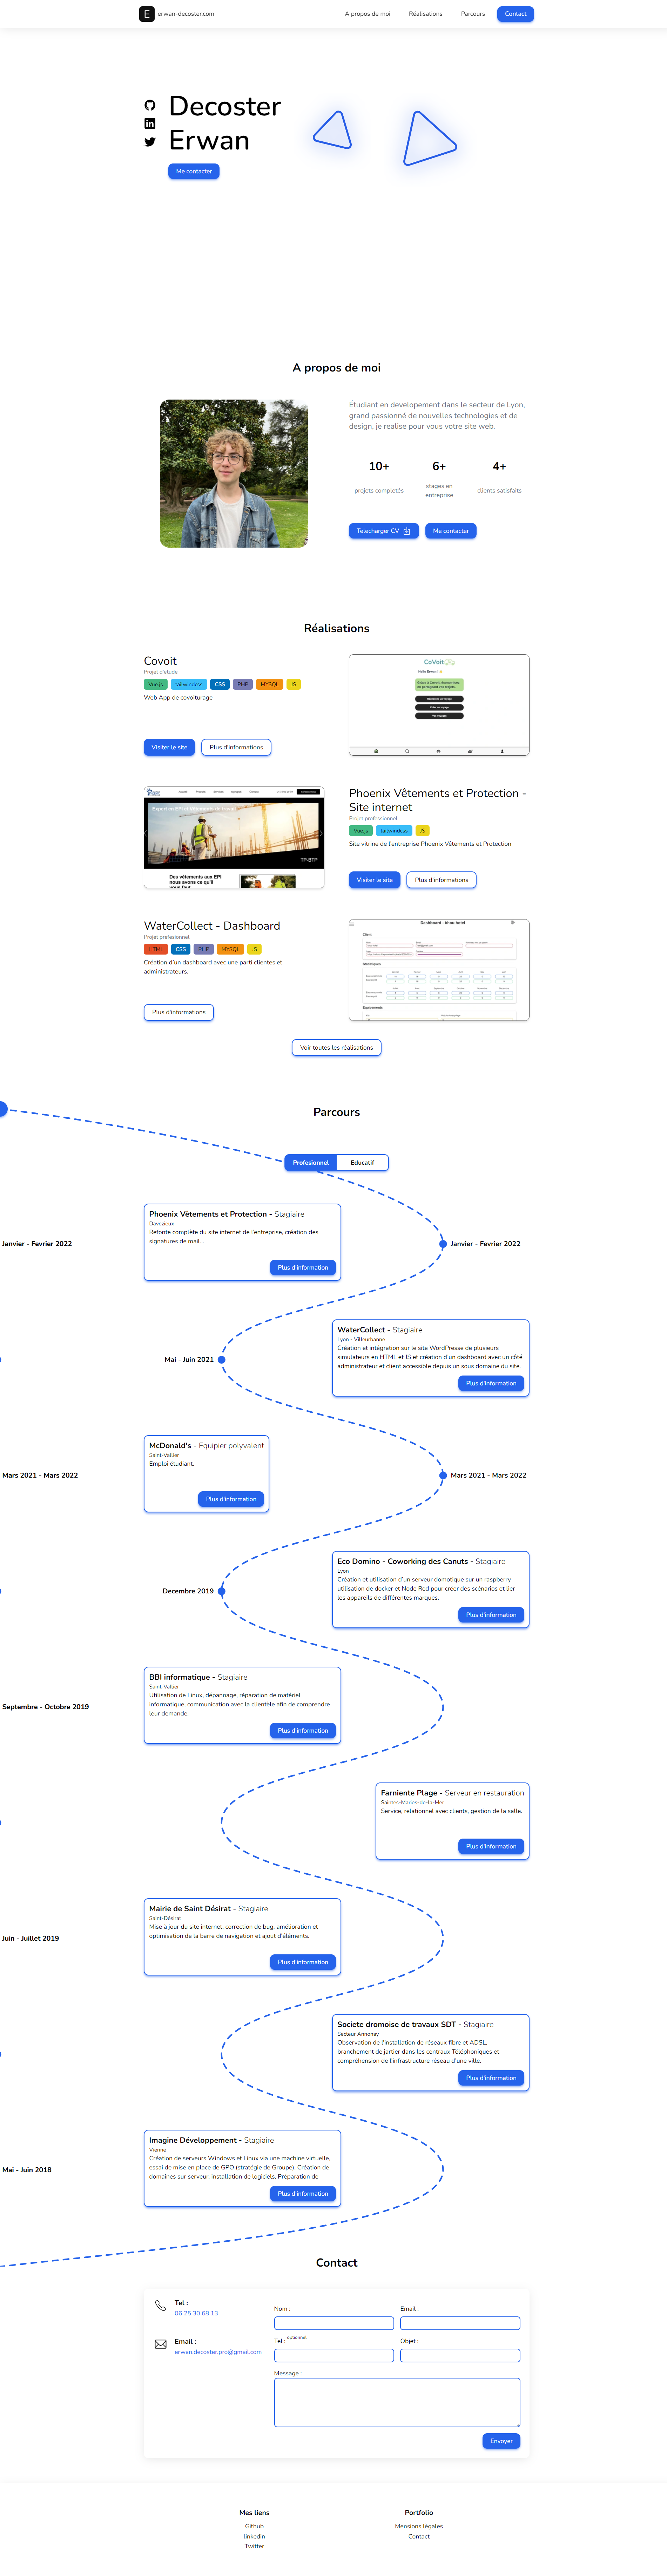 E erwan-decoster.com
A propos de moi
Réalisations
Parcours
Contact
Decoster
Erwan
Me contacter
A propos de moi
Étudiant en developement dans le secteur de Lyon,
grand passionné de nouvelles technologies et de
design, je realise pour vous votre site web.
10+
projets completés
6+
stages en
entreprise
4+
clients satisfaits
Telecharger CV
Me contacter
Réalisations
Covoit
Projet d'etude
Vue.js
tailwindcss
CSS
PHP
MYSQL
JS
Web App de covoiturage
Visiter le site
Plus d'informations
CoVoit
TP-BTP
Des vêtements aux EPI
nous avons ce qu'il
vous faut
Phoenix Vêtements et Protection -
Site internet
Projet professionnel
Vue.js
tailwindcss
JS
Site vitrine de l'entreprise Phoenix Vêtements et Protection
Visiter le site
Plus d'informations
WaterCollect - Dashboard
Projet profesionnel
HTML
CSS
PHP
MYSQL
JS
Création d'un dashboard avec une parti clientes et
administrateurs.
Plus d'informations
Dashboard - khou hotel
Voir toutes les réalisations
Parcours
Profesionnel
Educatif
Janvier - Fevrier 2022
Phoenix Vêtements et Protection - Stagiaire
Davezieux
Refonte complète du site internet de l'entreprise, création des
signatures de mail...
Plus d'information
Janvier - Fevrier 2022
Mai - Juin 2021
WaterCollect - Stagiaire
Lyon - Villeurbanne
Création et intégration sur le site WordPresse de plusieurs
simulateurs en HTML et JS et création d'un dashboard avec un côté
administrateur et client accessible depuis un sous domaine du site.
Plus d'information
Mars 2021 - Mars 2022
McDonald's - Equipier polyvalent
Saint-Vallier
Emploi étudiant.
Plus d'information
Mars 2021 - Mars 2022
Decembre 2019
Eco Domino - Coworking des Canuts - Stagiaire
Lyon
Création et utilisation d'un serveur domotique sur un raspberry
utilisation de docker et Node Red pour créer des scénarios et lier
les appareils de différentes marques.
Plus d'information
Septembre - Octobre 2019
BBI informatique - Stagiaire
Saint-Vallier
Utilisation de Linux, dépannage, réparation de matériel
informatique, communication avec la clientèle afin de comprendre
leur demande.
Plus d'information
Farniente Plage - Serveur en restauration
Saintes-Maries-de-la-Mer
Service, relationnel avec clients, gestion de la salle.
Plus d'information
Juin - Juillet 2019
Mairie de Saint Désirat - Stagiaire
Saint-Désirat
Mise à jour du site internet, correction de bug, amélioration et
optimisation de la barre de navigation et ajout d'éléments.
Plus d'information
Societe dromoise de travaux SDT - Stagiaire
Secteur Annonay
Observation de l'installation de réseaux fibre et ADSL,
branchement de jartier dans les centraux Téléphoniques et
compréhension de l'infrastructure réseau d'une ville.
Plus d'information
Mai - Juin 2018
Imagine Développement - Stagiaire
Vienne
Création de serveurs Windows et Linux via une machine virtuelle,
essai de mise en place de GPO (stratégie de Groupe), Création de
domaines sur serveur, installation de logiciels, Préparation de
Plus d'information
Contact
Tel :
06 25 30 68 13
Email :
erwan.decoster.pro@gmail.com
Nom :
Email :
Tel : optionnel
Objet :
Message :
Envoyer
Mes liens
Github
linkedin
Twitter
Portfolio
Mensions légales
Contact